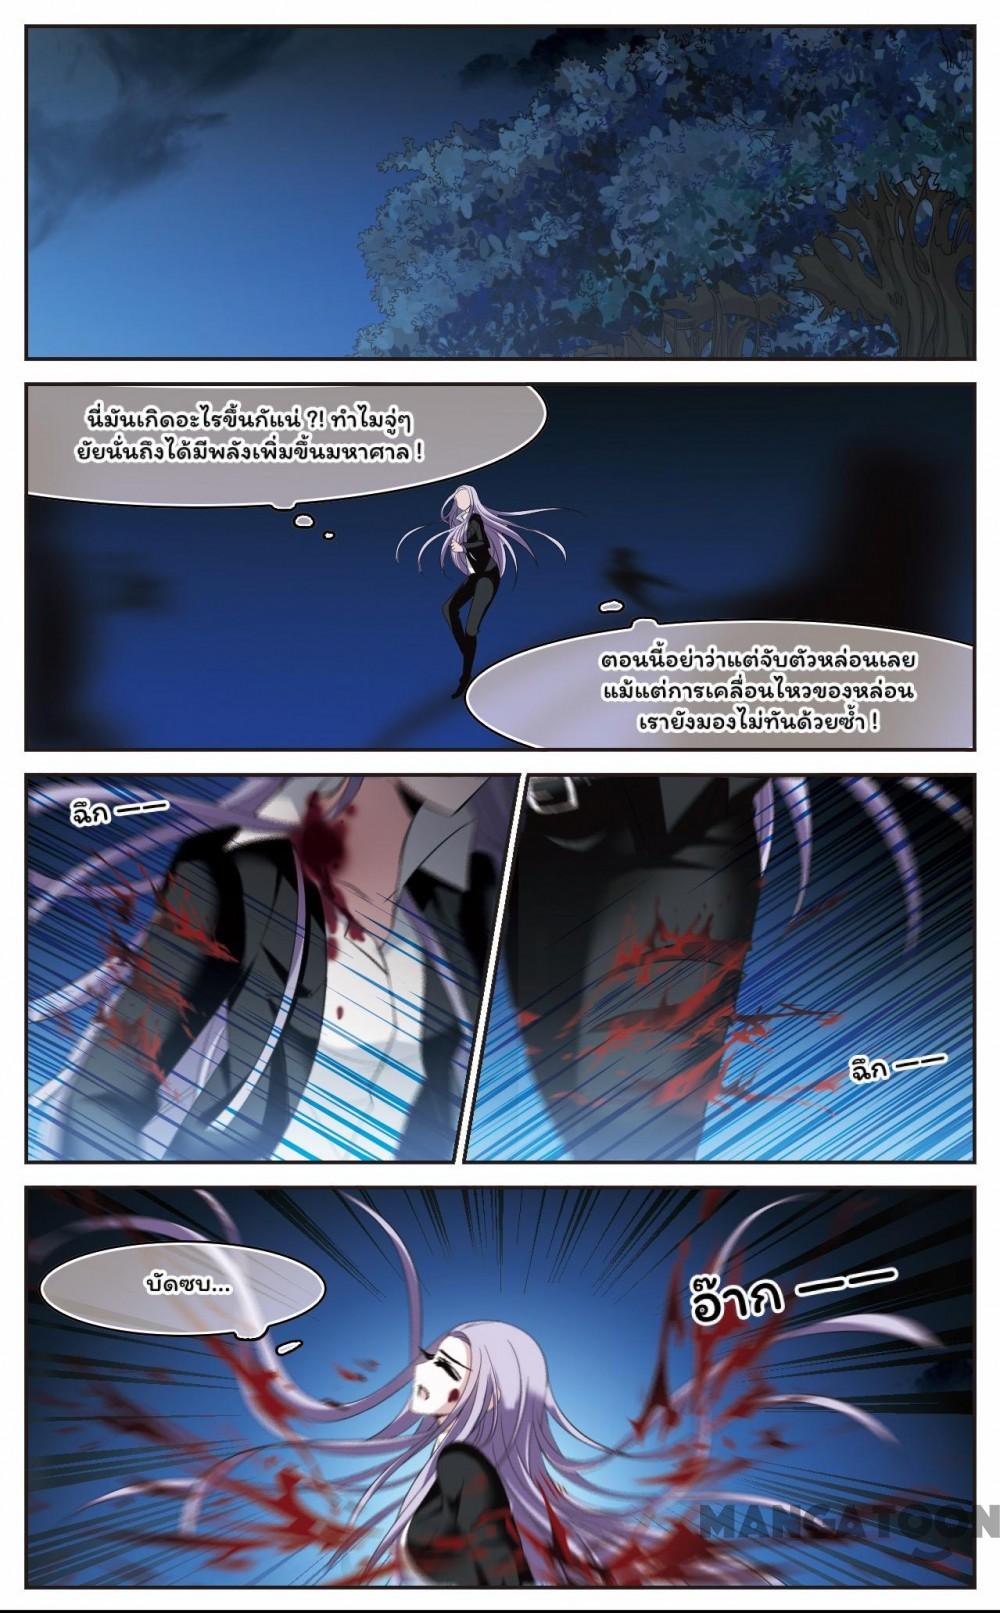 นี่มันเกิดอะไรขึ้นกัแน่ ?! ทำไมจู่ๆ
ยัยนั่นถึงได้มีพลังเพิ่มขึ้นมหาศาล !
ตอนนี้อย่าว่าแต่จับตัวหล่อนเลย
แม้แต่การเคลื่อนไหวของหล่อน
เรายังมองไม่ทันด้วยซ้ำ !
ฉึก ——
ฉึก ——
บัดซบ...
อ๊าก ——
MANGATOON